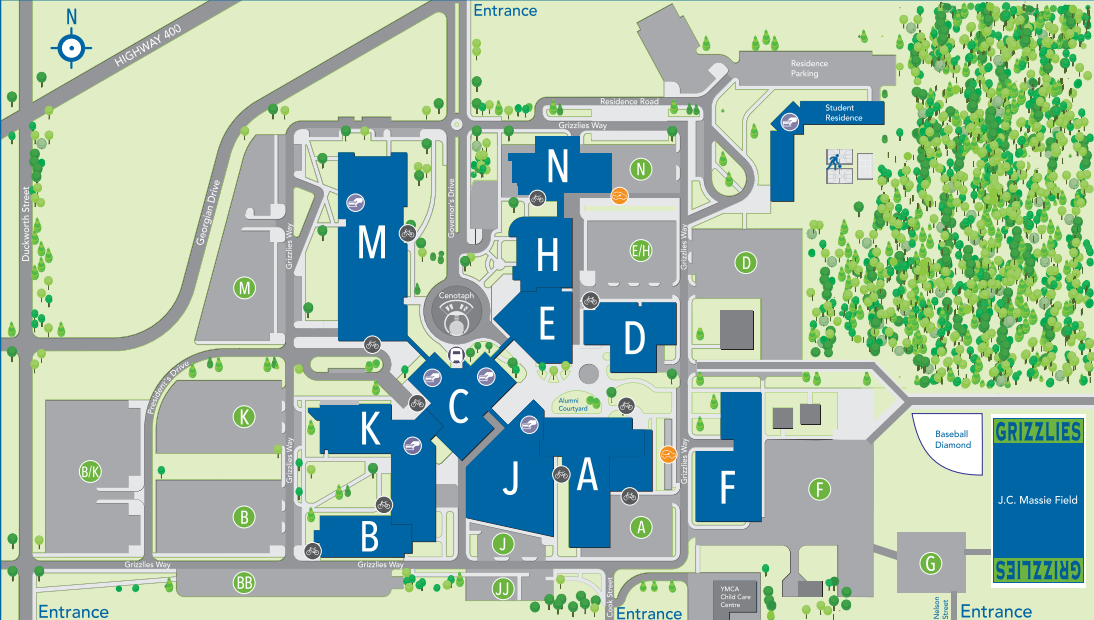 Entrance
N
HIGHWAY 400
Residence
Parking
Residence Road
Student
Residence
Grizzlies Way
Duckworth Street
Georgian Drive
Governor's Drive
N
N
M
H
E/H
Grizzlies Way
Grizzlies Way
D
M
Cenotaph
E
D
President's Drive
C
Alumni
Courtyard
K
K
Baseball
Diamond
GRIZZLIES
B/K
Grizzlies Way
Grizzlies Way
J
A
F
F
J.C. Massie Field
B
B
A
J
Grizzlies Way
Grizzlies Way
G
GRIZZLIES
BB
JJ
Cook Street
YMCA
Child Care
Centre
Nelson
Street
Entrance
Entrance
Entrance